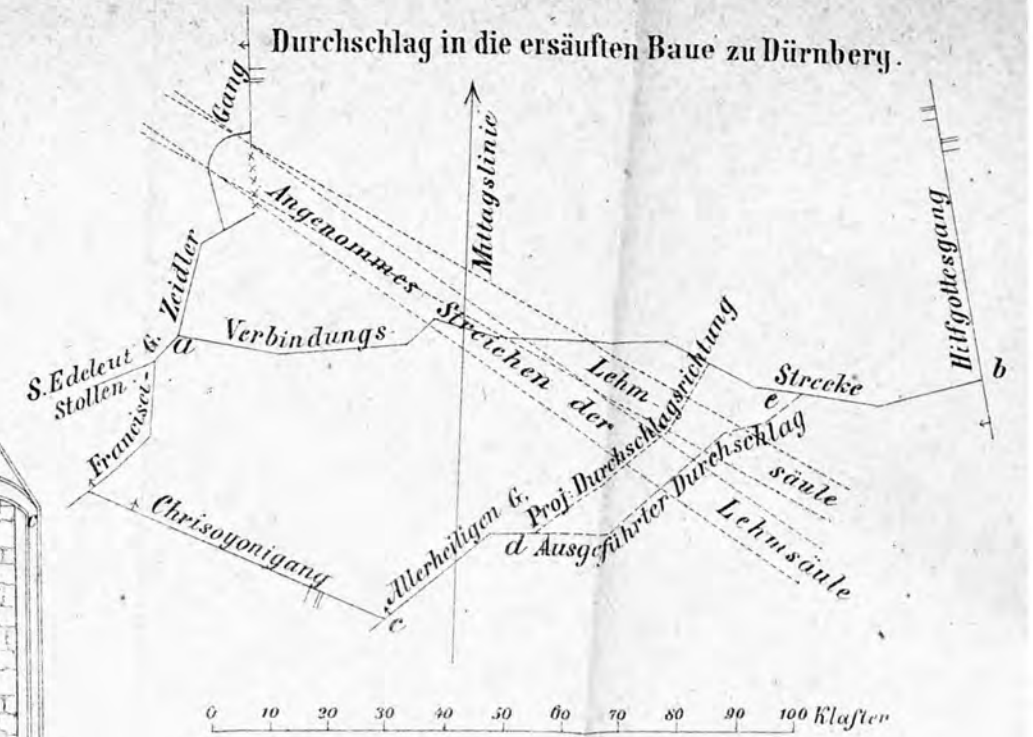 Durchschlag in die ersäuften Baue zu Dürnberg.
Gang
Mittagslinie
Angenommes Streichen der
Lehm
säule
Lehmsäule
Hilfgottesgang
Zeidler
S. Edeleut G.
Stollen
a
Verbindungs
Strecke
b
e
Francisci-
Chrisogonigang
Allerheiligen G.
Proj: Durchschlagsrichtung
d Ausgeführter Durchschlag
c
c
0 10 20 30 40 50 60 70 80 90 100 Klafter